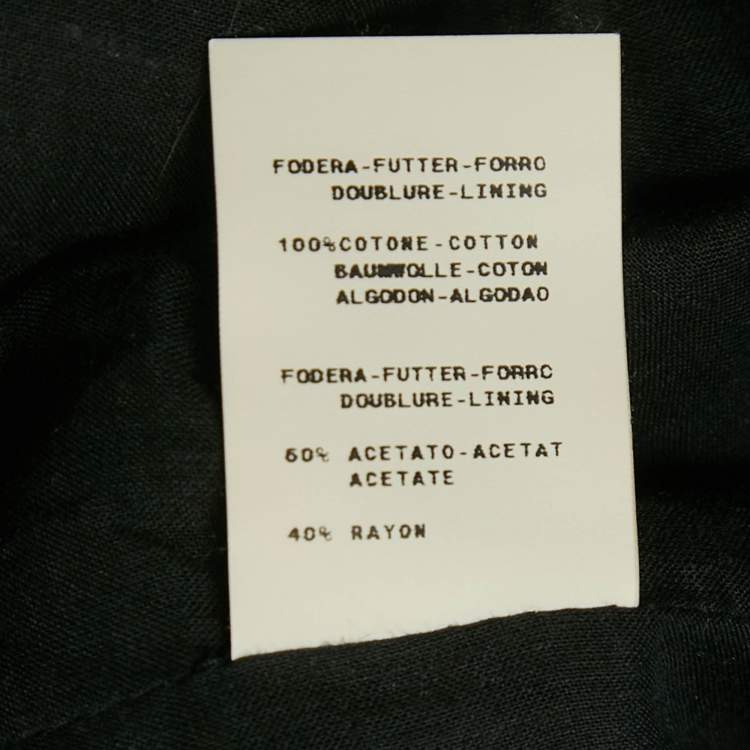 FODERA-FUTTER-FORRO
DOUBLURE-LINING
100%COTONE-COTTON
BAUMWOLLE-COTON
ALGODON-ALGODAO
FODERA-FUTTER-FORRO
DOUBLURE-LINING
60% ACETATO-ACETAT
ACETATE
40% RAYON